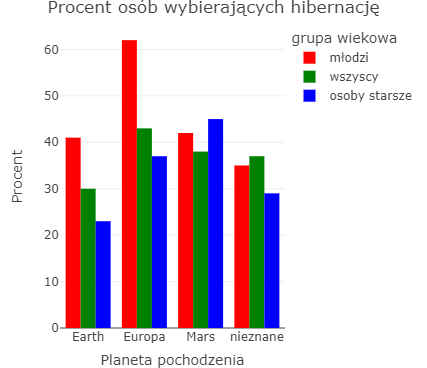 Procent osób wybierających hibernację
grupa wiekowa
młodzi
wszyscy
osoby starsze
Procent
60
50
40
30
20
10
0
Earth Europa Mars nieznane
Planeta pochodzenia